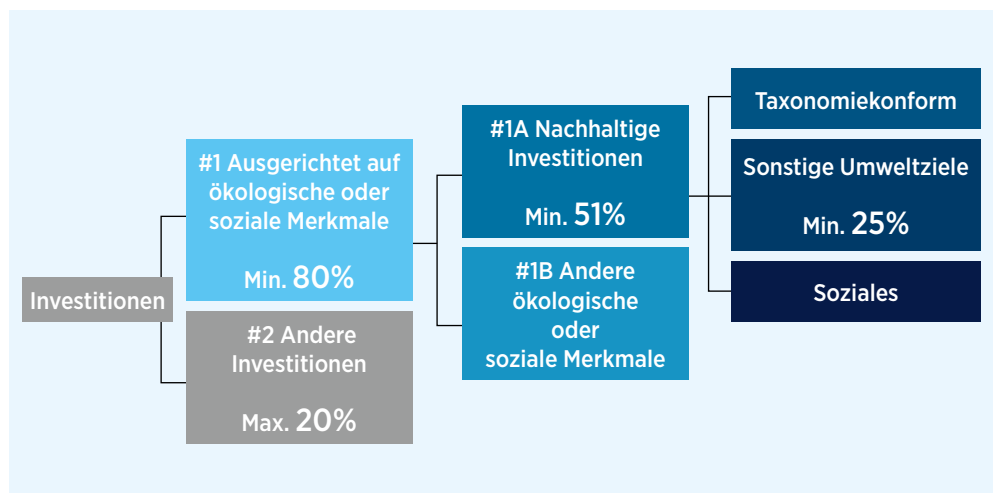 Investitionen
#1 Ausgerichtet auf
ökologische oder
soziale Merkmale
Min. 80%
#2 Andere
Investitionen
Max. 20%
#1A Nachhaltige
Investitionen
Min. 51%
#1B Andere
ökologische
oder
soziale Merkmale
Taxonomiekonform
Sonstige Umweltziele
Min. 25%
Soziales